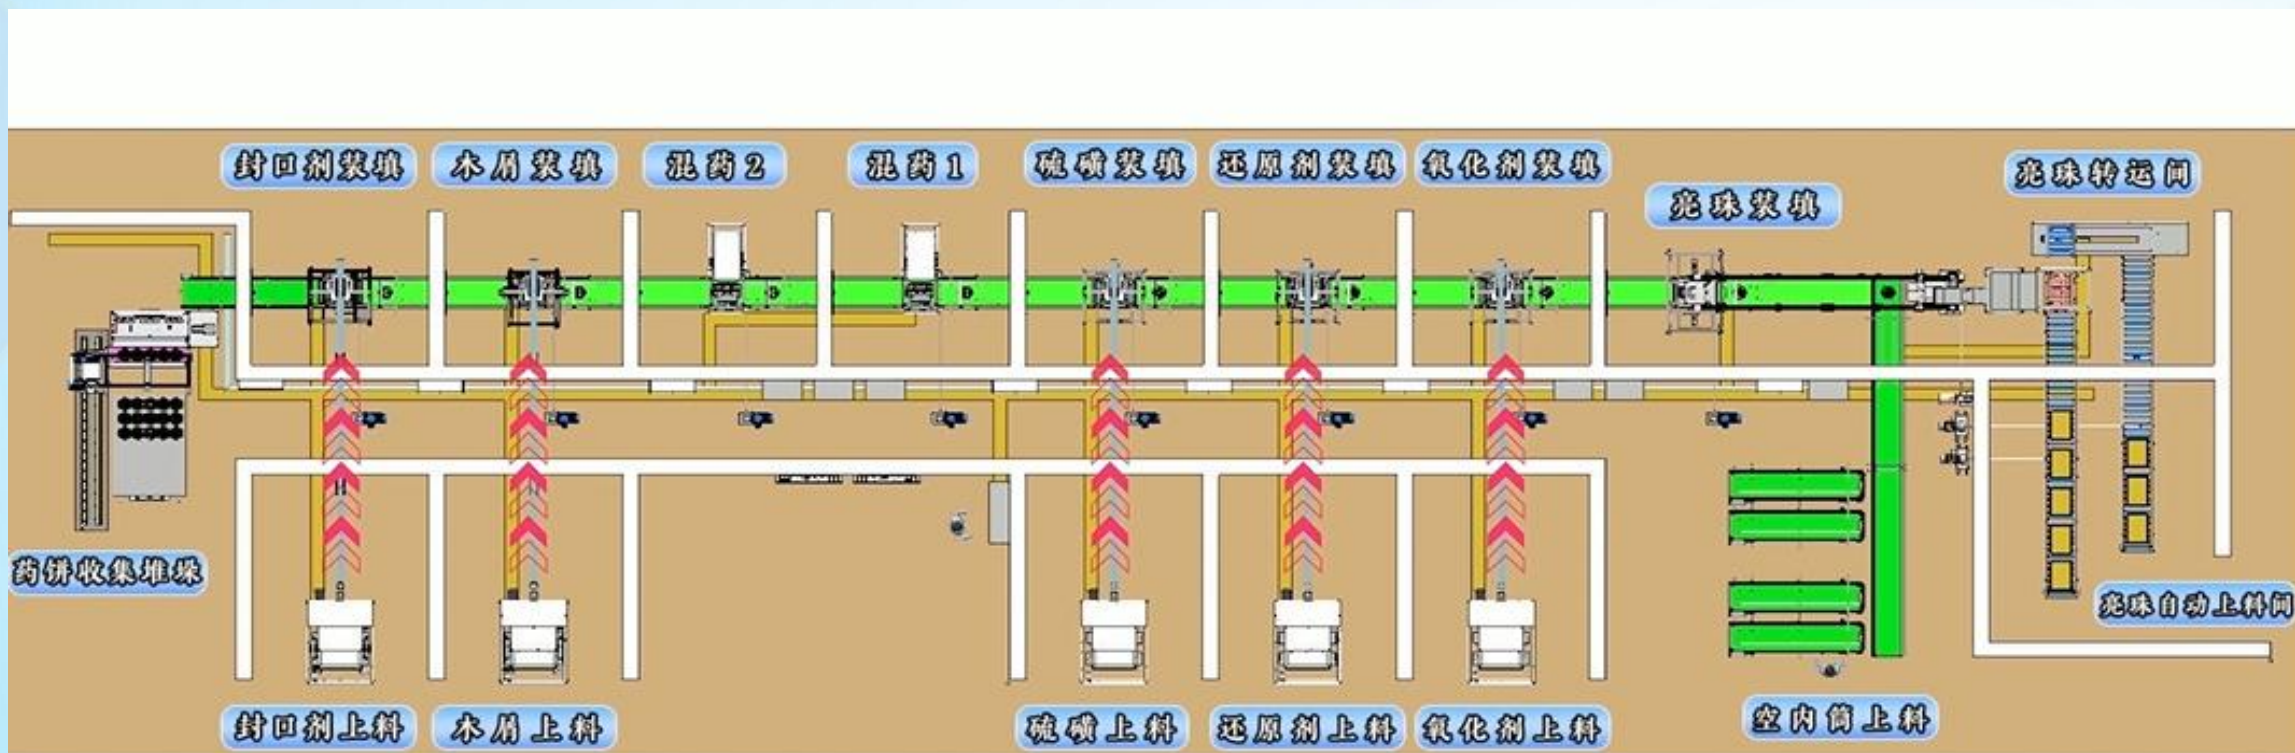 封口剂装填
木屑装填
混药2
混药1
硫磺装填
还原剂装填
氧化剂装填
亮珠装填
亮珠转运间
药饼收集堆垛
亮珠自动上料间
封口剂上料
木屑上料
硫磺上料
还原剂上料
氧化剂上料
空内筒上料